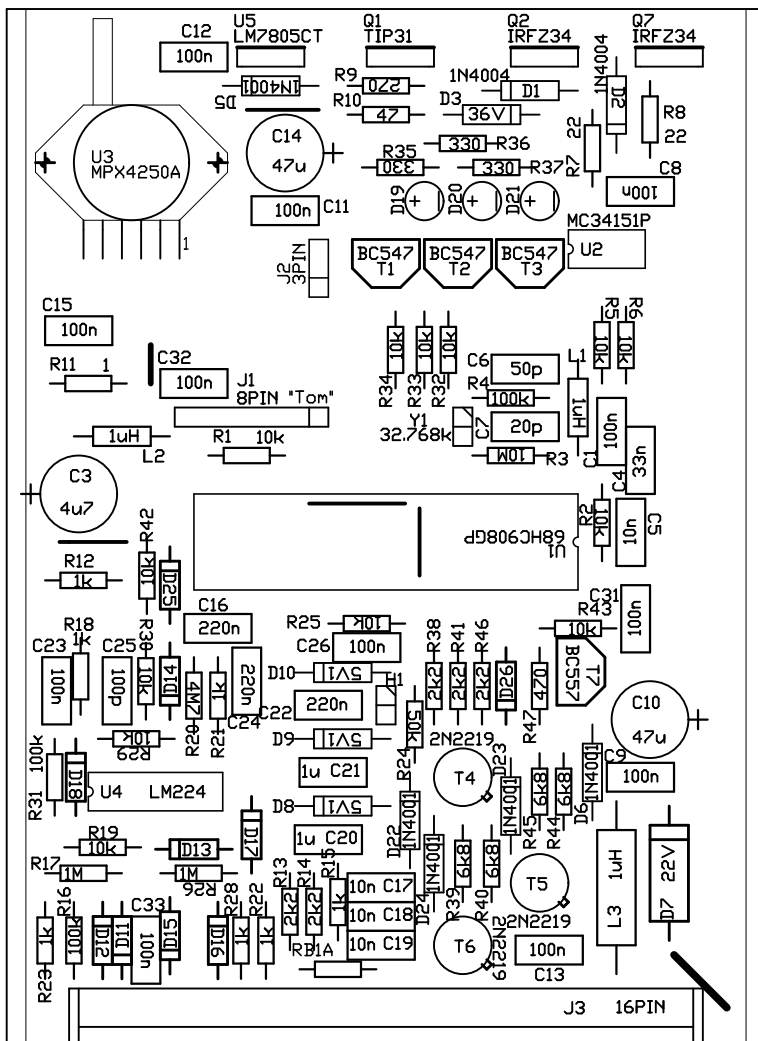 C12
100n
U5
LM7805CT
Q1
TIP31
Q2
IRFZ34
Q7
IRFZ34
D5
1N4001
R9
270
R10
47
1N4004
D1
D3
36V
1N4004
D2
R8
22
22
R7
U3
MPX4250A
C14
47u
330
R36
R35
330
330
R37
C8
100n
C11
100n
D19
D20
D21
1
J2
3PIN
BC547
T1
BC547
T2
BC547
T3
MC34151P
U2
C15
100n
R5
10k
R6
10k
R11
1
C32
100n
R34
10k
R33
10k
R32
10k
C6
50p
L1
1uH
J1
8PIN "Tom"
R4
100k
Y1
32.768k
C7
20p
C1
100n
C4
33n
1uH
L2
R1
10k
10M
R3
C3
4u7
R42
10k
U1
68HC908GP
R2
10k
10n
C5
R12
1k
D25
C31
100n
R43
10k
C16
220n
R25
10k
R18
1k
C23
100n
C25
100p
R30
10k
D14
4M7
R20
1k
R21
220n
C24
C26
100n
D10
5V1
C22
220n
H1
R38
2k2
R41
2k2
R46
2k2
D26
470
R47
T7
BC557
C10
47u
R29
10k
D9
5V1
50k
R24
2N2219
T4
D23
1N4001
100k
R31
D18
U4
LM224
1u C21
R45
6k8
R44
6k8
D6
1N4001
C9
100n
D8
5V1
D22
1N4001
R19
10k
D13
D17
1u C20
D24
1N4001
6k8
R39
6k8
R40
T5
2N2219
1uH
L3
22V
D7
R17
1M
1M
R26
R13
2k2
R14
2k2
R15
1k
10n C17
10n C18
10n C19
R16
100k
R23
1k
D12
D11
C33
100n
D15
D16
R28
1k
R22
1k
RB1A
T6
2N2219
100n
C13
J3
16PIN